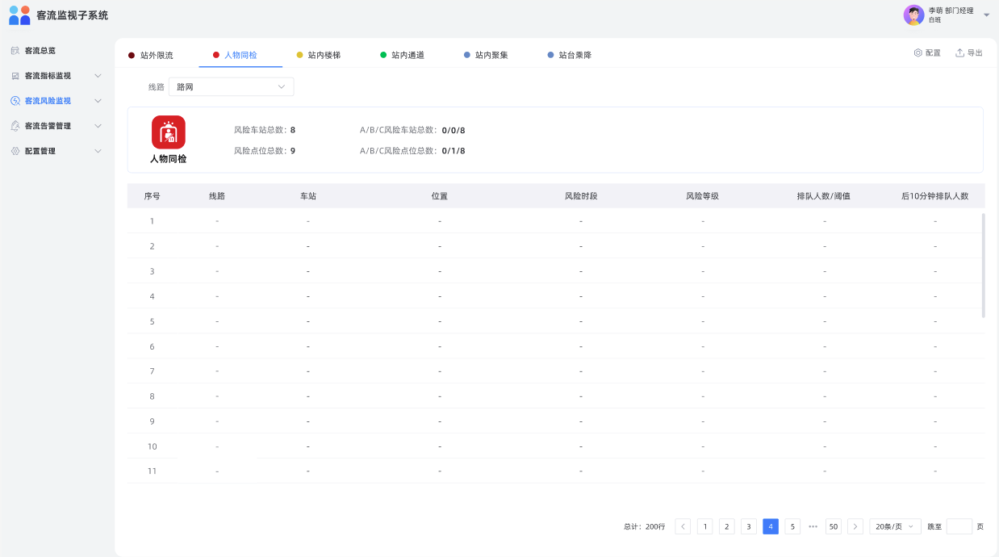 客流监视子系统
李萌 部门经理
白班
客流总览
客流指标监视
客流风险监视
客流告警管理
配置管理
站外限流 人物同检 站内楼梯 站内通道 站内聚集 站台乘降
配置 导出
线路 路网
人物同检
风险车站总数：8 A/B/C风险车站总数：0/0/8
风险点位总数：9 A/B/C风险点位总数：0/1/8
序号 线路 车站 位置 风险时段 风险等级 排队人数/阈值 后10分钟排队人数
1 - - - - - - -
2 - - - - - - -
3 - - - - - - -
4 - - - - - - -
5 - - - - - - -
6 - - - - - - -
7 - - - - - - -
8 - - - - - - -
9 - - - - - - -
10 - - - - - - -
11 - - - - - - -
总计：200行 1 2 3 4 5 ••• 50 20条/页 跳至 页